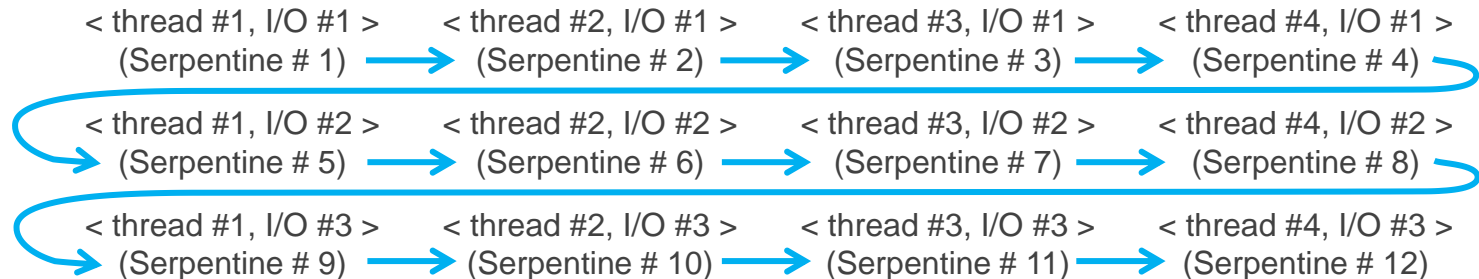 < thread #1, I/O #1 > < thread #2, I/O #1 > < thread #3, I/O #1 > < thread #4, I/O #1 >
(Serpentine # 1) (Serpentine # 2) (Serpentine # 3) (Serpentine # 4)
< thread #1, I/O #2 > < thread #2, I/O #2 > < thread #3, I/O #2 > < thread #4, I/O #2 >
(Serpentine # 5) (Serpentine # 6) (Serpentine # 7) (Serpentine # 8)
< thread #1, I/O #3 > < thread #2, I/O #3 > < thread #3, I/O #3 > < thread #4, I/O #3 >
(Serpentine # 9) (Serpentine # 10) (Serpentine # 11) (Serpentine # 12)